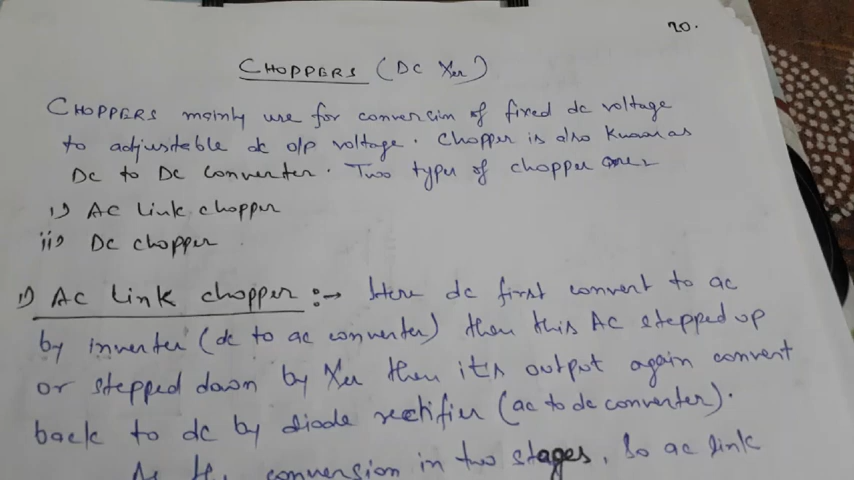 20.
CHOPPERS (DC Xer)
CHOPPERS mainly use for conversion of fixed dc voltage
to adjustable dc o/p voltage. Chopper is also known as
DC to DC converter. Two types of chopper are
i) AC link chopper
ii) DC chopper
i) AC link chopper :→ Here dc first convert to ac
by inverter (dc to ac converter) then this AC stepped up
or stepped down by Xer then it's output again convert
back to dc by diode rectifier (ac to dc converter).
As the conversion in two stages, so ac link